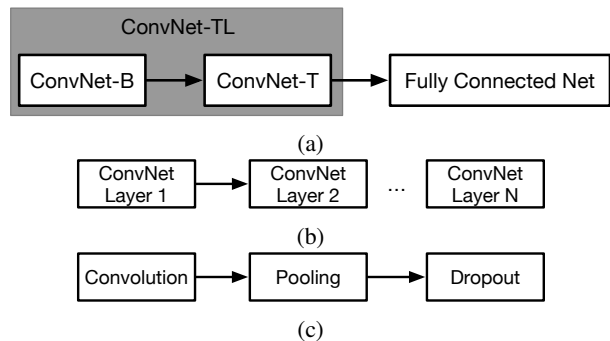 ConvNet-TL
ConvNet-B ConvNet-T Fully Connected Net
(a)
ConvNet ConvNet ConvNet
Layer 1 Layer 2 ... Layer N
(b)
Convolution Pooling Dropout
(c)